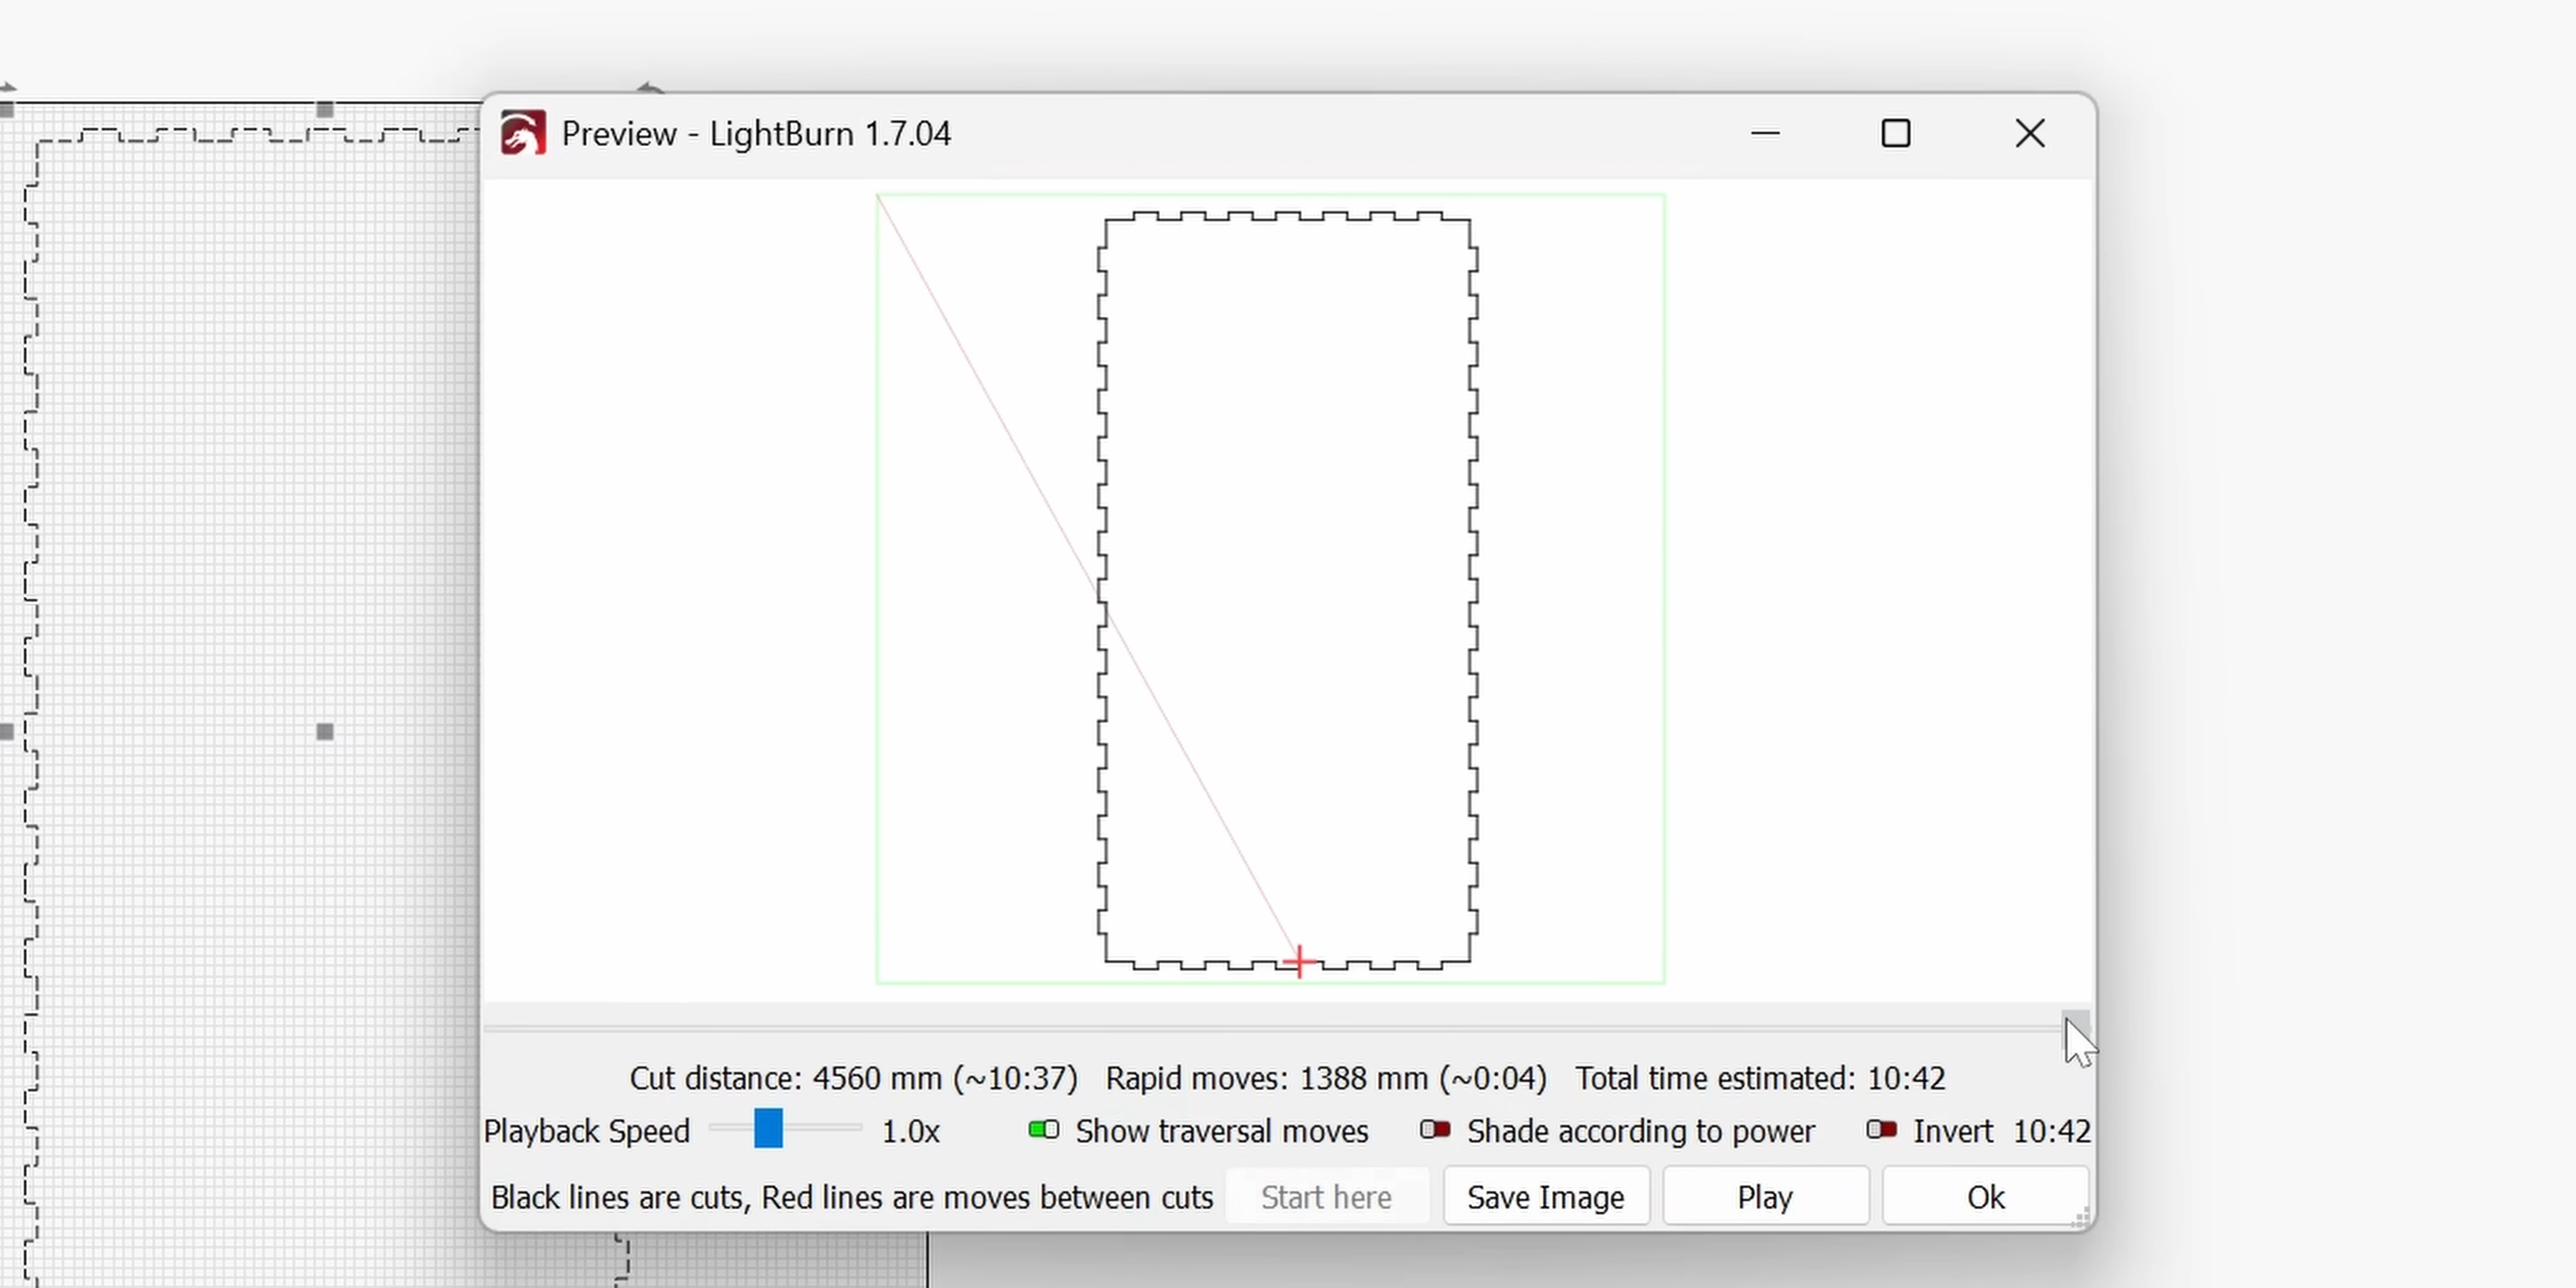 Preview - LightBurn 1.7.04
Cut distance: 4560 mm (~10:37) Rapid moves: 1388 mm (~0:04) Total time estimated: 10:42
Playback Speed 1.0x Show traversal moves Shade according to power Invert 10:42
Black lines are cuts, Red lines are moves between cuts Start here Save Image Play Ok